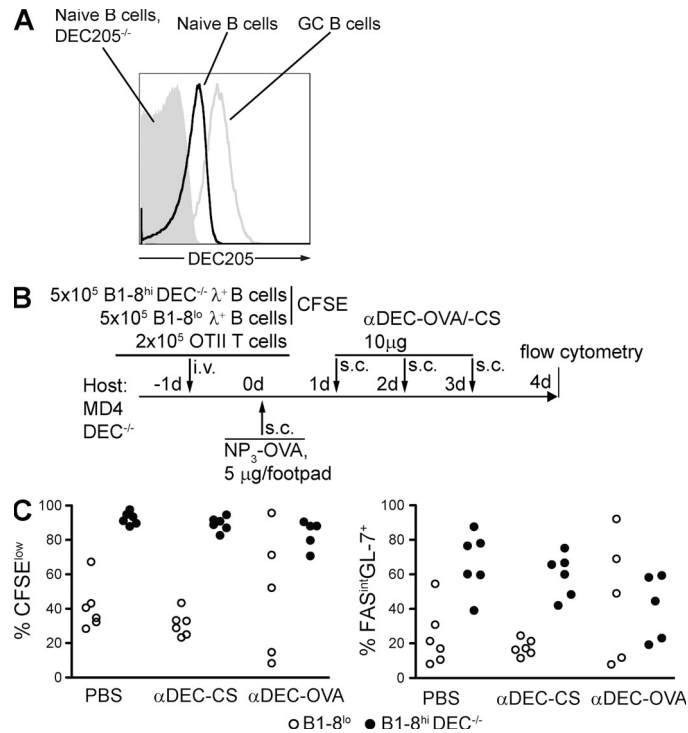 A
Naive B cells,
DEC205-/-
Naive B cells
GC B cells
DEC205
B
5x10⁵ B1-8ʰⁱ DEC⁻/⁻ λ⁺ B cells
5x10⁵ B1-8ˡᵒ λ⁺ B cells
2x10⁵ OTII T cells
CFSE
αDEC-OVA/-CS
10μg
flow cytometry
i.v.
s.c.
s.c.
s.c.
Host:
MD4
DEC⁻/⁻
-1d
0d
1d
2d
3d
4d
s.c.
NP₃-OVA,
5 μg/footpad
C
% CFSEˡᵒʷ
100
80
60
40
20
0
PBS
αDEC-CS
αDEC-OVA
% FASⁱⁿᵗGL-7⁺
100
80
60
40
20
0
PBS
αDEC-CS
αDEC-OVA
○ B1-8ˡᵒ ● B1-8ʰⁱ DEC⁻/⁻